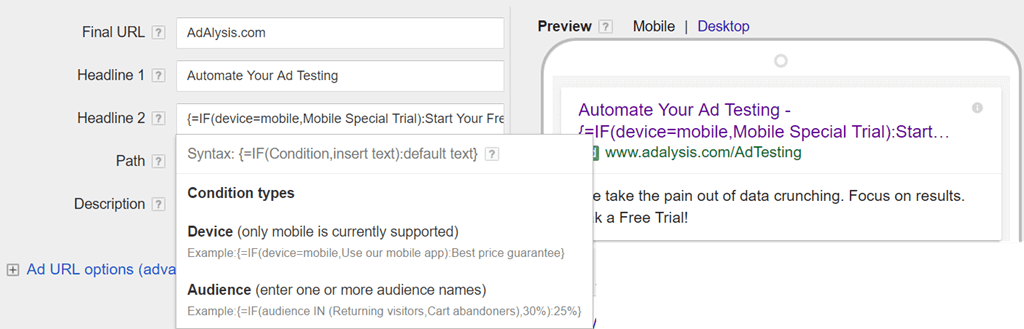 Final URL ? AdAlysis.com
Headline 1 ? Automate Your Ad Testing
Headline 2 ? {=IF(device=mobile,Mobile Special Trial):Start Your Fre
Path ?
Description ?
Ad URL options (adva
Syntax: {=IF(Condition,insert text):default text} ?
Condition types
Device (only mobile is currently supported)
Example:{=IF(device=mobile,Use our mobile app):Best price guarantee}
Audience (enter one or more audience names)
Example:{=IF(audience IN (Returning visitors,Cart abandoners),30%):25%}
Preview ? Mobile | Desktop
Automate Your Ad Testing -
{=IF(device=mobile,Mobile Special Trial):Start…
www.adalysis.com/AdTesting
e take the pain out of data crunching. Focus on results.
k a Free Trial!